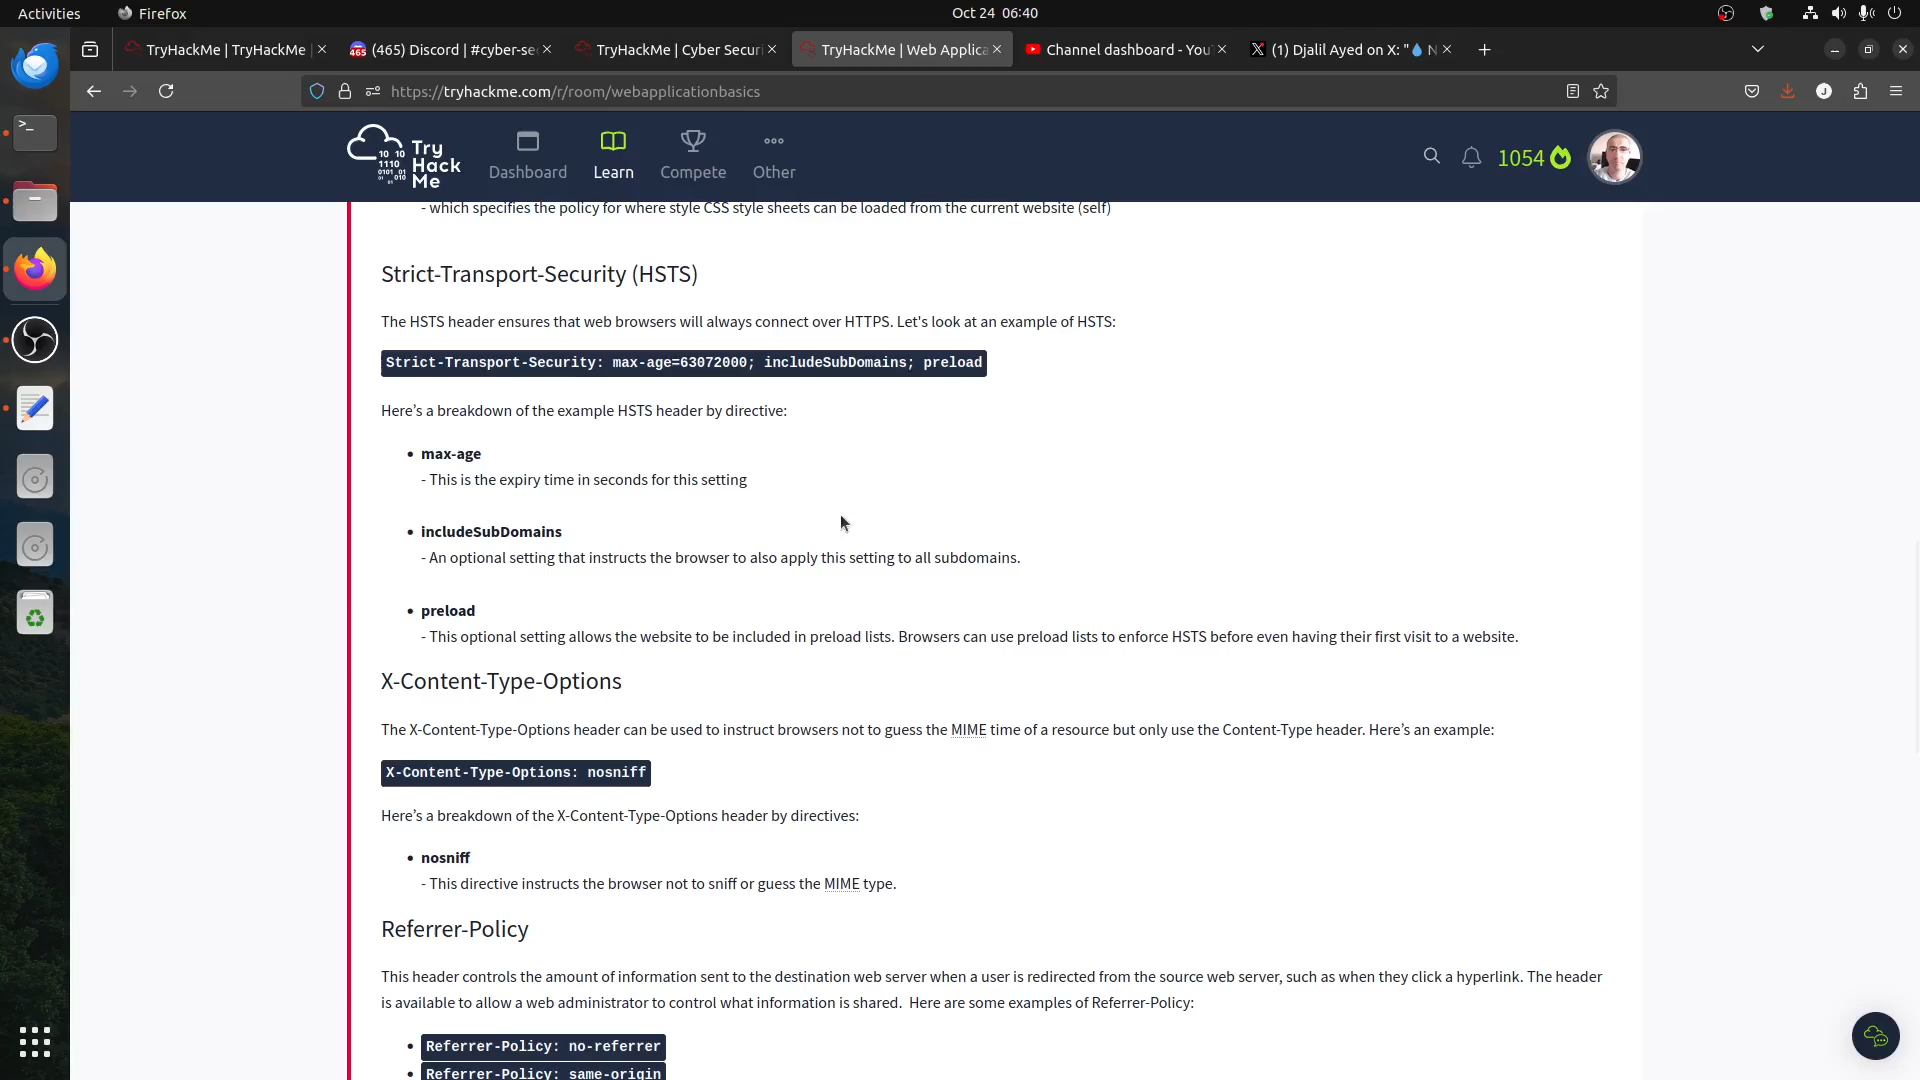 Activities
Firefox
Oct 24 06:40
TryHackMe | TryHackMe
(465) Discord | #cyber-se
TryHackMe | Cyber Securi
TryHackMe | Web Applica
Channel dashboard - You
(1) Djalil Ayed on X: "💧 N
https://tryhackme.com/r/room/webapplicationbasics
Try
Hack
Me
Dashboard
Learn
Compete
Other
1054
- which specifies the policy for where style CSS style sheets can be loaded from the current website (self)
Strict-Transport-Security (HSTS)
The HSTS header ensures that web browsers will always connect over HTTPS. Let's look at an example of HSTS:
Strict-Transport-Security: max-age=63072000; includeSubDomains; preload
Here’s a breakdown of the example HSTS header by directive:
• max-age
- This is the expiry time in seconds for this setting
• includeSubDomains
- An optional setting that instructs the browser to also apply this setting to all subdomains.
• preload
- This optional setting allows the website to be included in preload lists. Browsers can use preload lists to enforce HSTS before even having their first visit to a website.
X-Content-Type-Options
The X-Content-Type-Options header can be used to instruct browsers not to guess the MIME time of a resource but only use the Content-Type header. Here’s an example:
X-Content-Type-Options: nosniff
Here’s a breakdown of the X-Content-Type-Options header by directives:
• nosniff
- This directive instructs the browser not to sniff or guess the MIME type.
Referrer-Policy
This header controls the amount of information sent to the destination web server when a user is redirected from the source web server, such as when they click a hyperlink. The header
is available to allow a web administrator to control what information is shared.  Here are some examples of Referrer-Policy:
• Referrer-Policy: no-referrer
• Referrer-Policy: same-origin